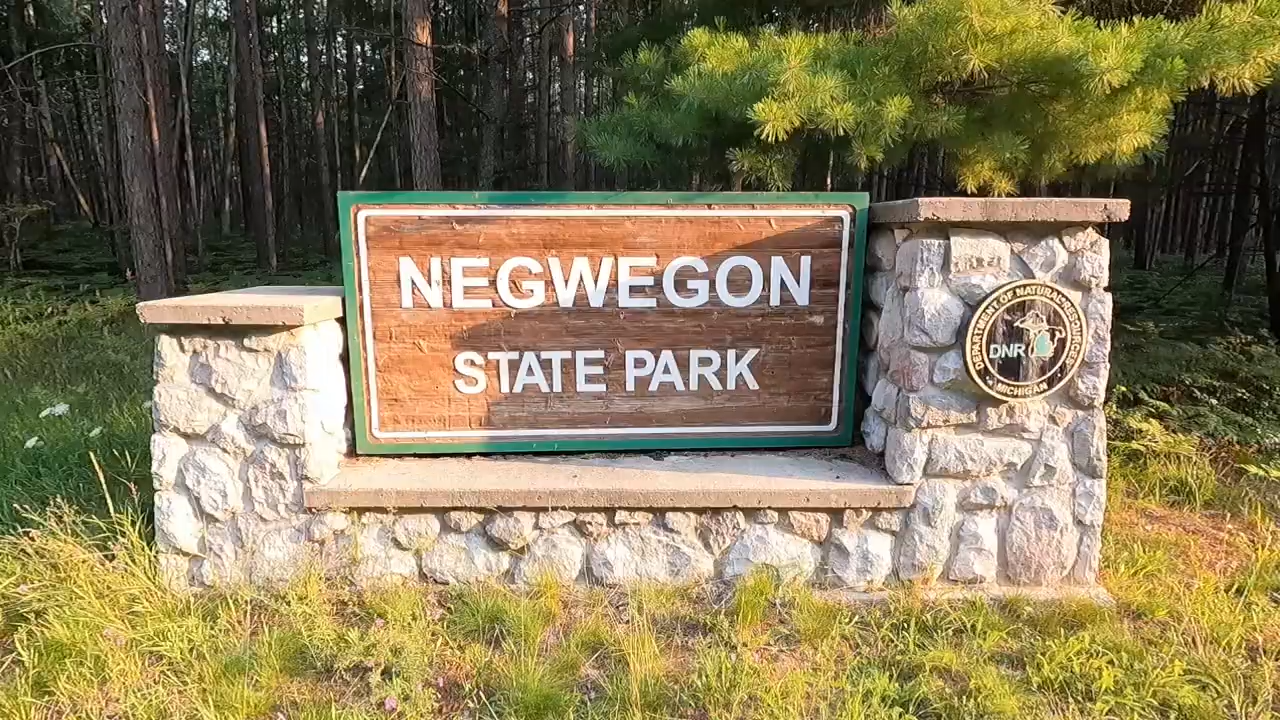 NEGWEGON
STATE PARK
DEPARTMENT OF NATURAL RESOURCES
DNR
MICHIGAN